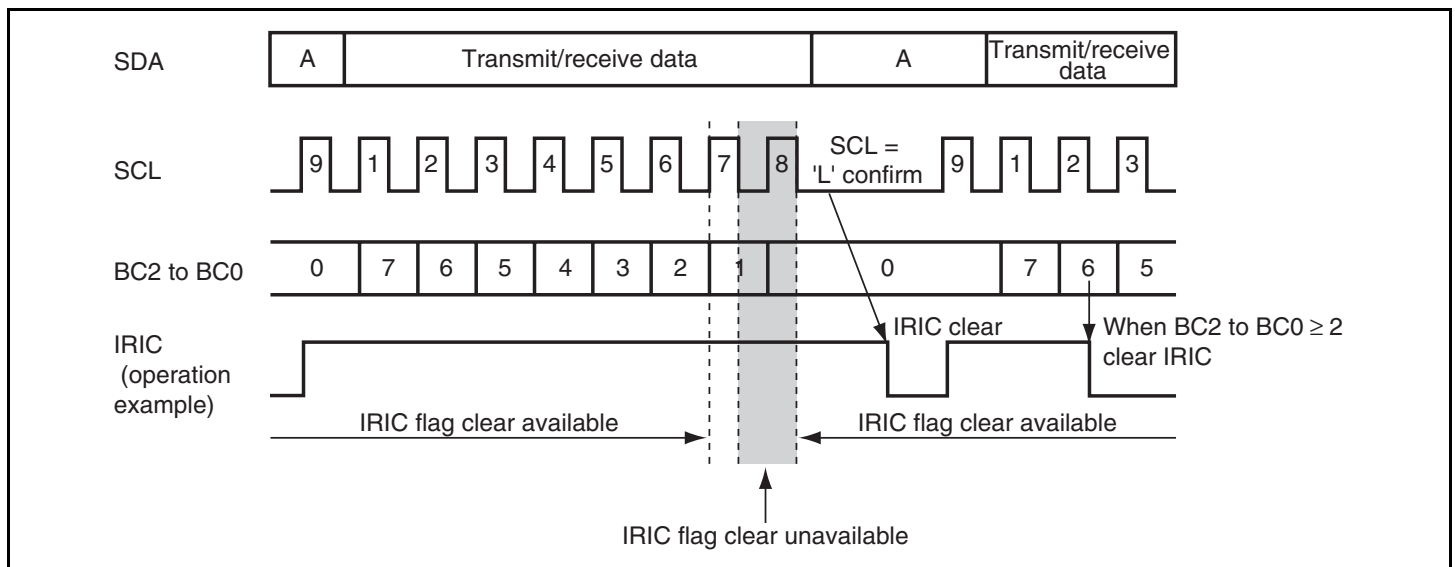 SDA
A
Transmit/receive data
A
Transmit/receive
data
SCL
9
1
2
3
4
5
6
7
8
SCL =
'L' confirm
9
1
2
3
BC2 to BC0
0
7
6
5
4
3
2
1
0
7
6
5
IRIC
(operation
example)
IRIC clear
When BC2 to BC0 ≥ 2
clear IRIC
IRIC flag clear available
IRIC flag clear available
IRIC flag clear unavailable